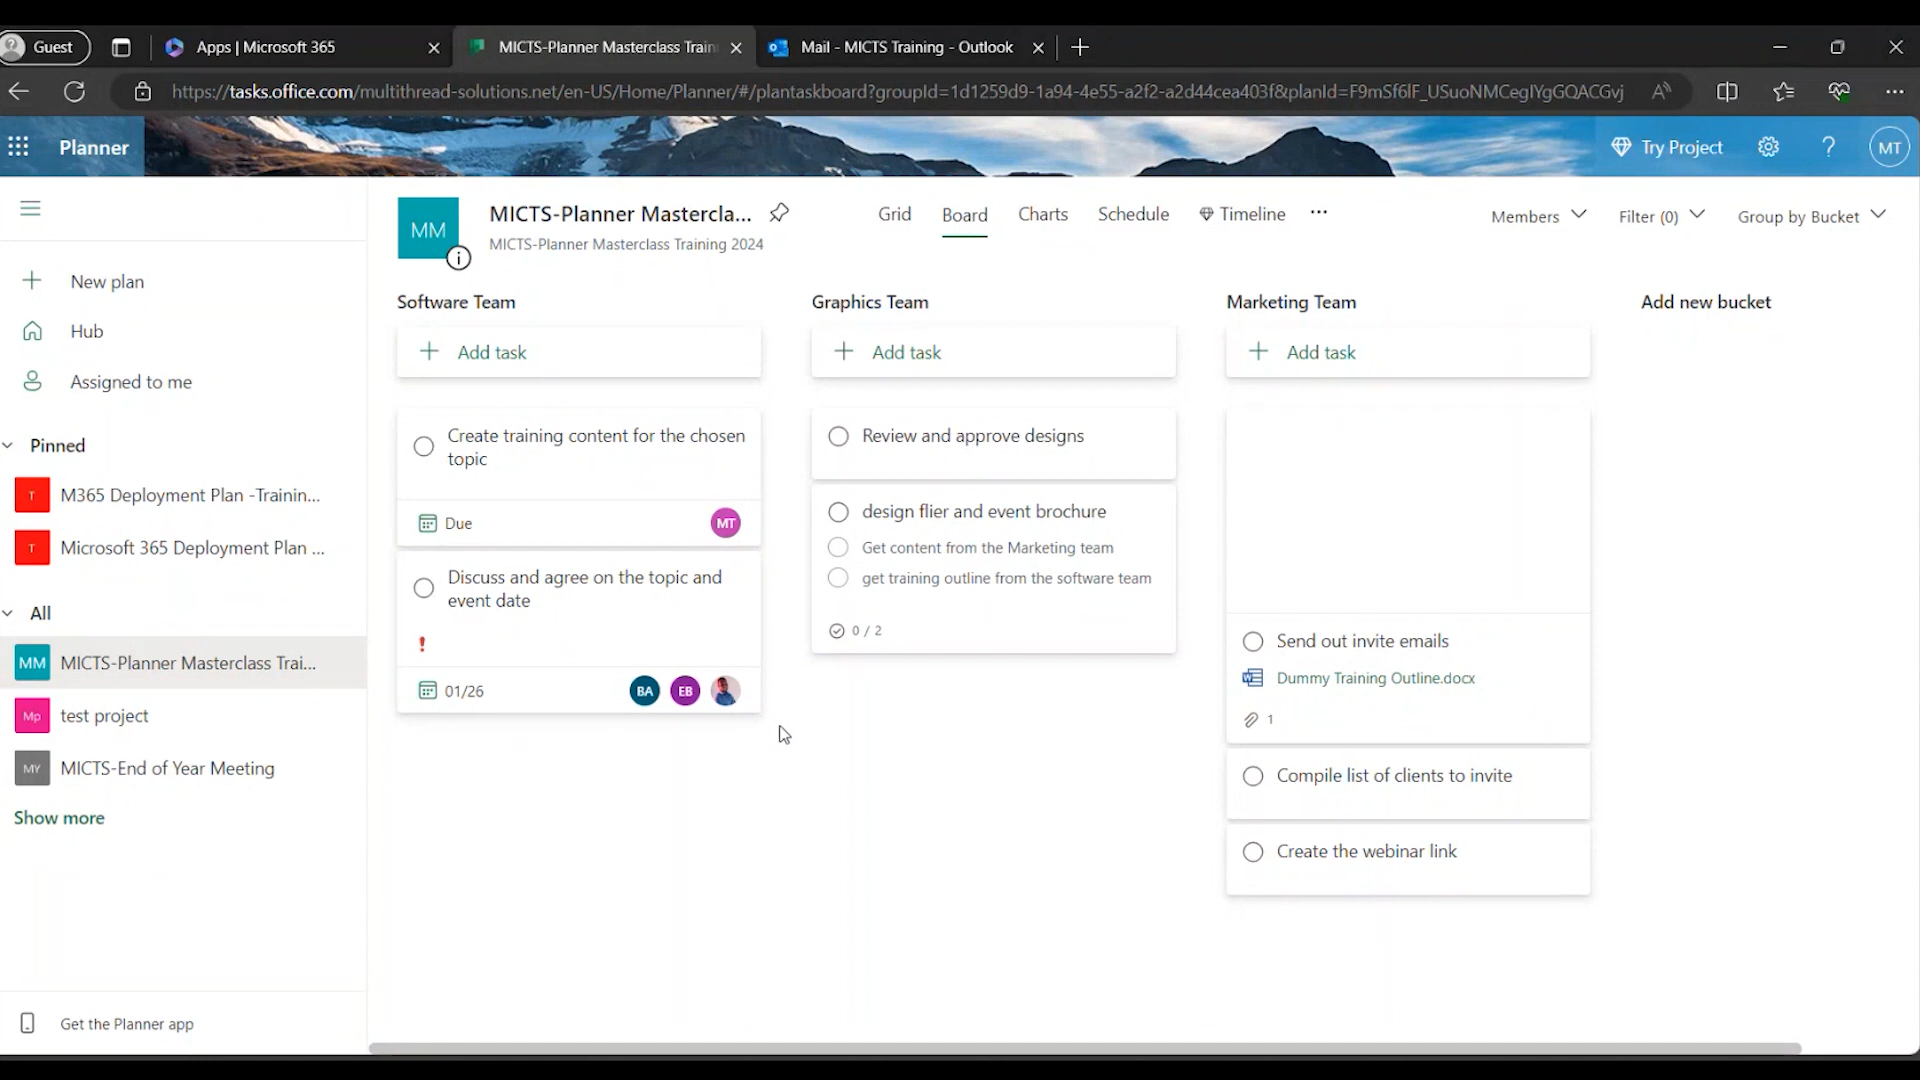 Guest
Apps | Microsoft 365
MICTS-Planner Masterclass Train
Mail - MICTS Training - Outlook
https://tasks.office.com/multithread-solutions.net/en-US/Home/Planner/#/plantaskboard?groupId=1d1259d9-1a94-4e55-a2f2-a2d44cea403f&planId=F9mSf6lF_USuoNMCegIYgGQACGvj
Planner
Try Project
?
MT
MM
MICTS-Planner Mastercla...
MICTS-Planner Masterclass Training 2024
Grid
Board
Charts
Schedule
Timeline
Members
Filter (0)
Group by Bucket
New plan
Hub
Assigned to me
Pinned
T
M365 Deployment Plan -Trainin...
T
Microsoft 365 Deployment Plan ...
All
MM
MICTS-Planner Masterclass Trai...
Mp
test project
MY
MICTS-End of Year Meeting
Show more
Get the Planner app
Software Team
Add task
Create training content for the chosen
topic
Due
MT
Discuss and agree on the topic and
event date
01/26
BA
EB
Graphics Team
Add task
Review and approve designs
design flier and event brochure
Get content from the Marketing team
get training outline from the software team
0 / 2
Marketing Team
Add task
Send out invite emails
Dummy Training Outline.docx
1
Compile list of clients to invite
Create the webinar link
Add new bucket